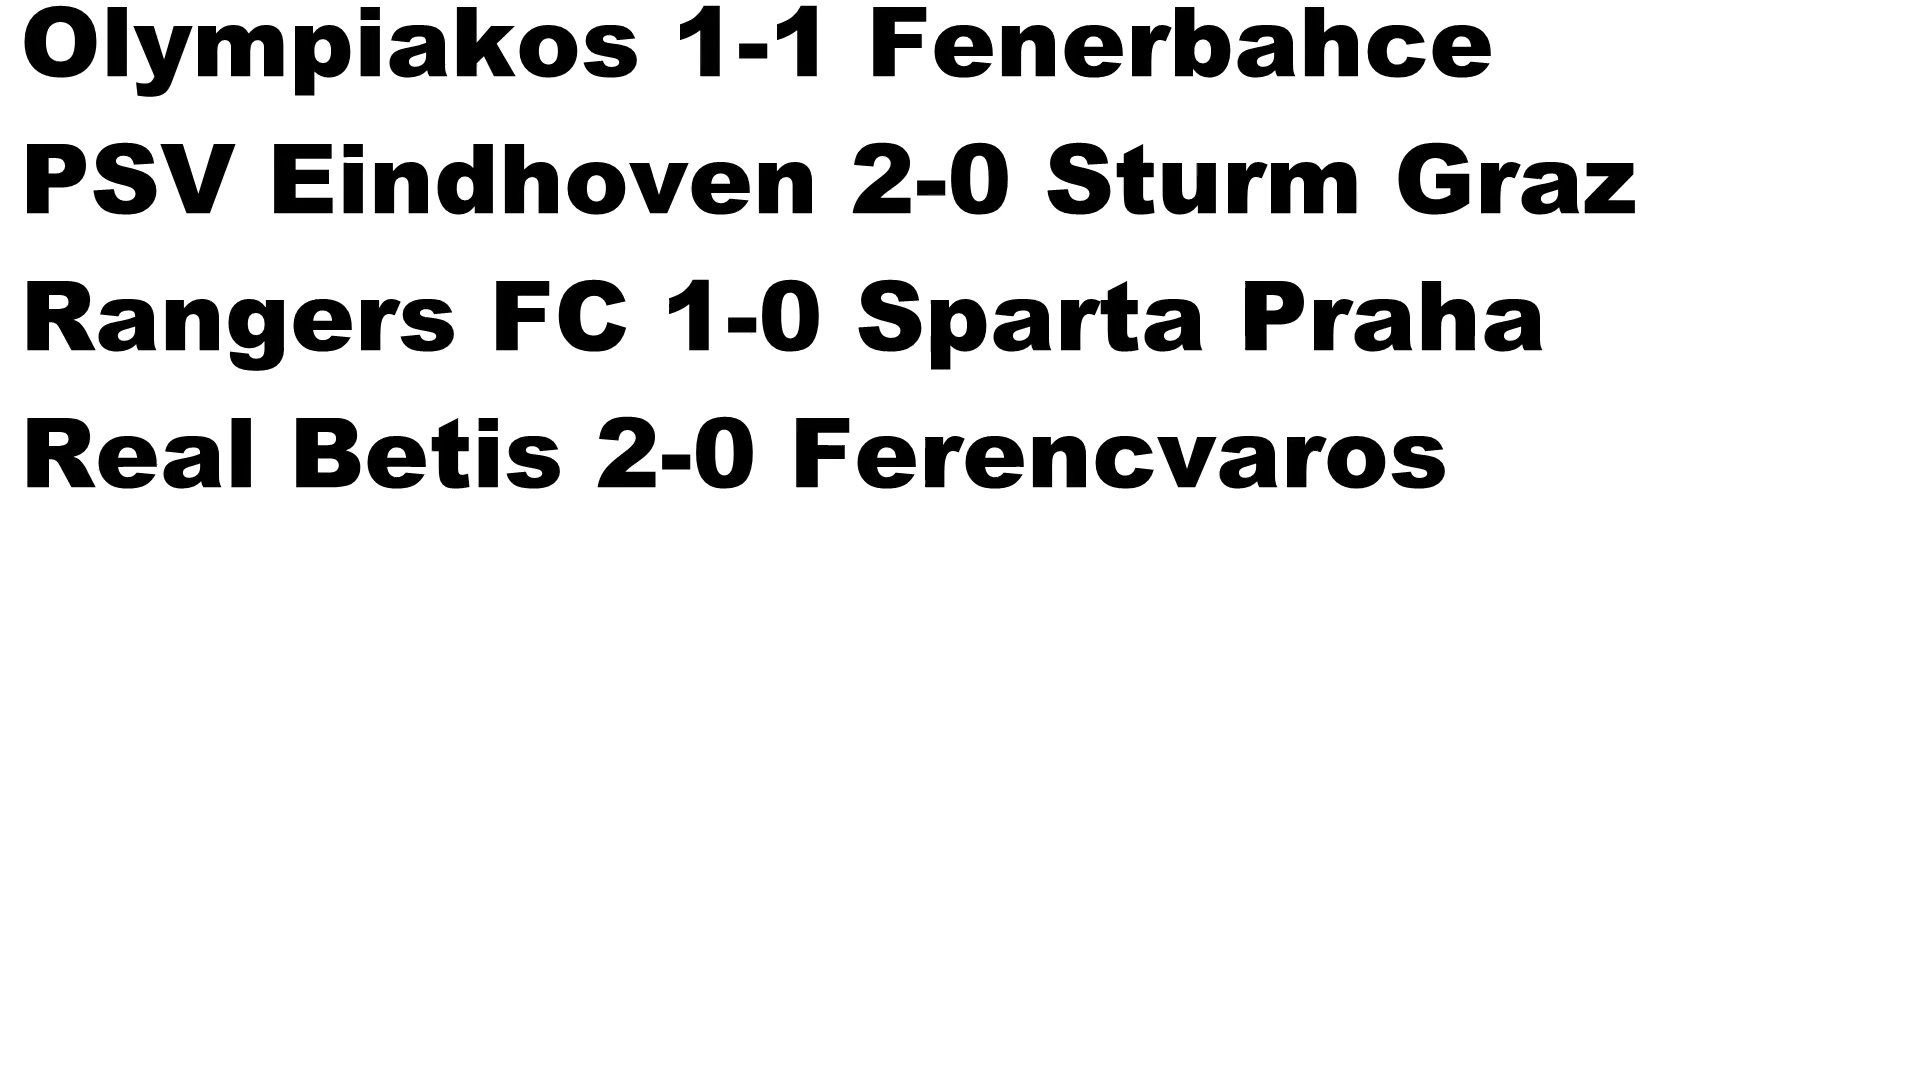 Olympiakos 1-1 Fenerbahce
PSV Eindhoven 2-0 Sturm Graz
Rangers FC 1-0 Sparta Praha
Real Betis 2-0 Ferencvaros